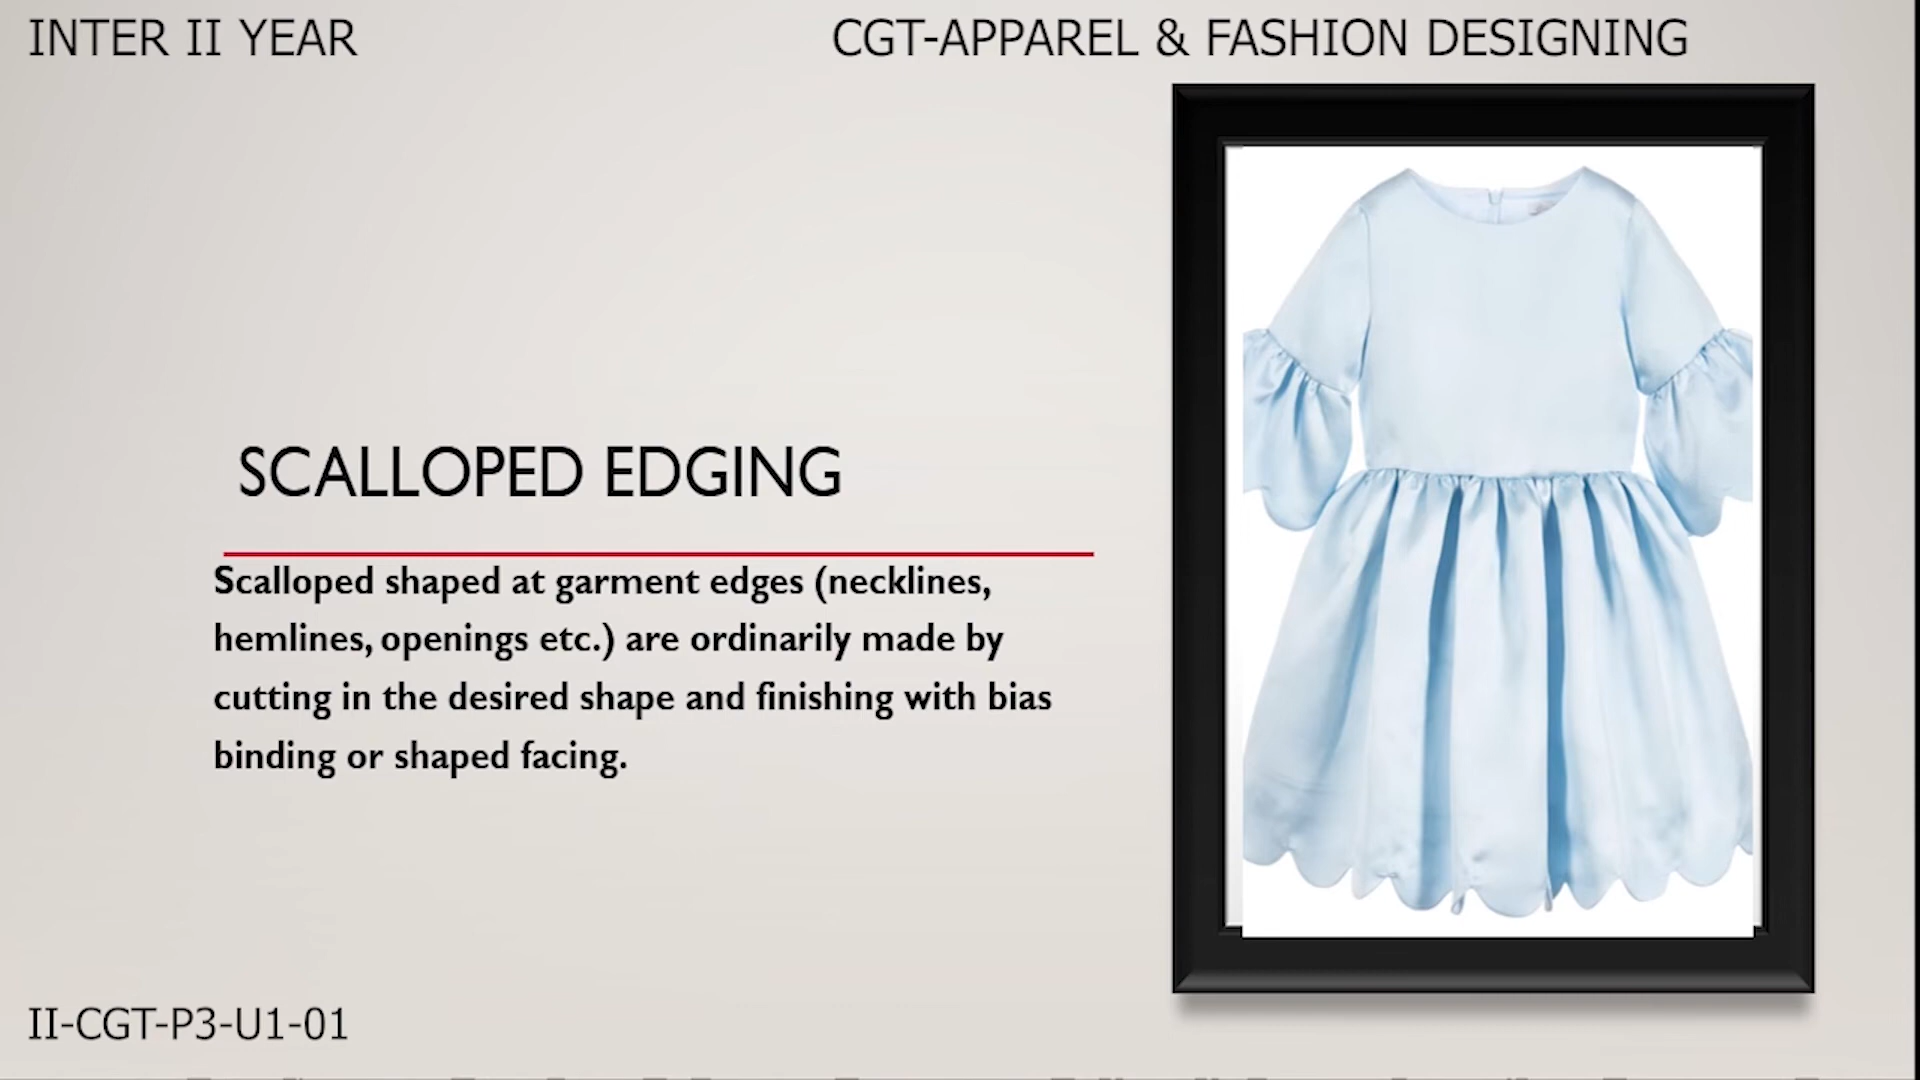 INTER II YEAR
CGT-APPAREL & FASHION DESIGNING
SCALLOPED EDGING
Scalloped shaped at garment edges (necklines,
hemlines, openings etc.) are ordinarily made by
cutting in the desired shape and finishing with bias
binding or shaped facing.
II-CGT-P3-U1-01